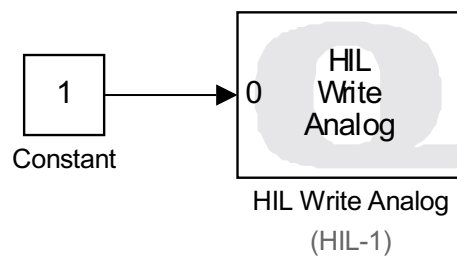 1
Constant
0
HIL
Write
Analog
HIL Write Analog
(HIL-1)